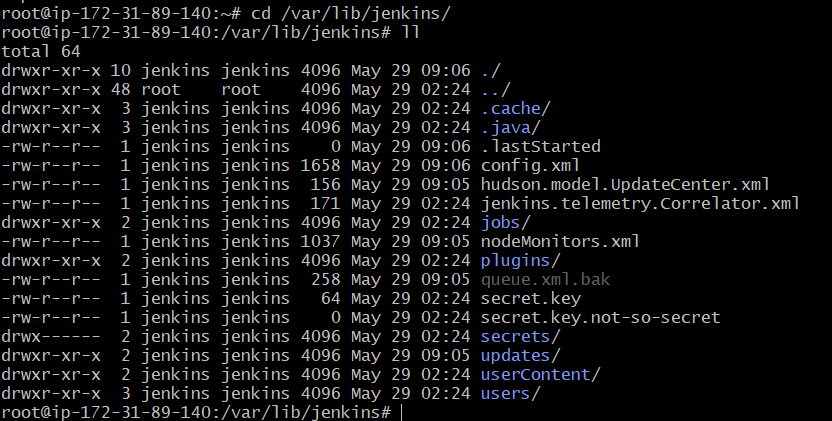 root@ip-172-31-89-140:~# cd /var/lib/jenkins/
root@ip-172-31-89-140:/var/lib/jenkins# ll
total 64
drwxr-xr-x 10 jenkins jenkins 4096 May 29 09:06 ./
drwxr-xr-x 48 root    root    4096 May 29 02:24 ../
drwxr-xr-x  3 jenkins jenkins 4096 May 29 02:24 .cache/
drwxr-xr-x  3 jenkins jenkins 4096 May 29 02:24 .java/
-rw-r--r--  1 jenkins jenkins    0 May 29 09:06 .lastStarted
-rw-r--r--  1 jenkins jenkins 1658 May 29 09:06 config.xml
-rw-r--r--  1 jenkins jenkins  156 May 29 09:05 hudson.model.UpdateCenter.xml
-rw-r--r--  1 jenkins jenkins  171 May 29 02:24 jenkins.telemetry.Correlator.xml
drwxr-xr-x  2 jenkins jenkins 4096 May 29 02:24 jobs/
-rw-r--r--  1 jenkins jenkins 1037 May 29 09:05 nodeMonitors.xml
drwxr-xr-x  2 jenkins jenkins 4096 May 29 02:24 plugins/
-rw-r--r--  1 jenkins jenkins  258 May 29 09:05 queue.xml.bak
-rw-r--r--  1 jenkins jenkins   64 May 29 02:24 secret.key
-rw-r--r--  1 jenkins jenkins    0 May 29 02:24 secret.key.not-so-secret
drwx------  2 jenkins jenkins 4096 May 29 02:24 secrets/
drwxr-xr-x  2 jenkins jenkins 4096 May 29 09:05 updates/
drwxr-xr-x  2 jenkins jenkins 4096 May 29 02:24 userContent/
drwxr-xr-x  3 jenkins jenkins 4096 May 29 02:24 users/
root@ip-172-31-89-140:/var/lib/jenkins#